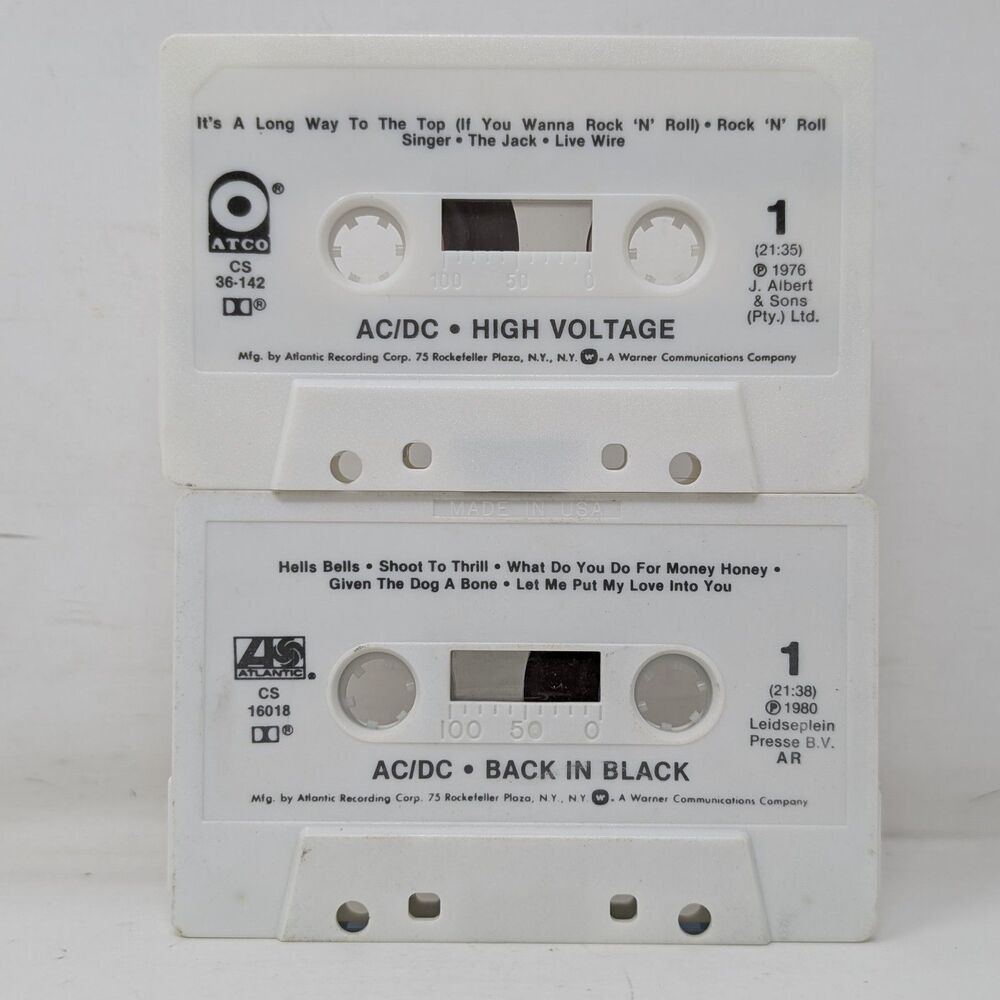 It's A Long Way To The Top (If You Wanna Rock 'N' Roll) • Rock 'N' Roll
Singer • The Jack • Live Wire
ATCO®
CS
36-142
®
100 50 0
1
(21:35)
℗ 1976
J. Albert
& Sons
(Pty.) Ltd.
AC/DC • HIGH VOLTAGE
Mfg. by Atlantic Recording Corp. 75 Rockefeller Plaza, N.Y., N.Y. W. A Warner Communications Company
MADE IN USA
Hells Bells • Shoot To Thrill • What Do You Do For Money Honey •
Given The Dog A Bone • Let Me Put My Love Into You
ATLANTIC®
CS
16018
®
100 50 0
1
(21:38)
℗ 1980
Leidseplein
Presse B.V.
AR
AC/DC • BACK IN BLACK
Mfg. by Atlantic Recording Corp. 75 Rockefeller Plaza, N.Y., N.Y. W. A Warner Communications Company